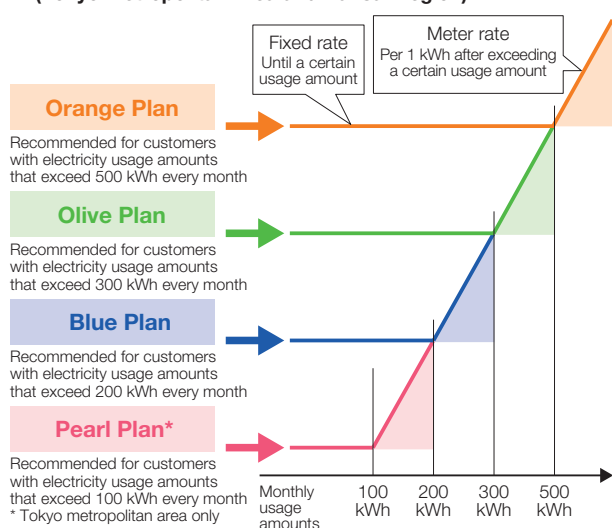 Fixed rate
Until a certain
usage amount
Meter rate
Per 1 kWh after exceeding
a certain usage amount
Orange Plan
Recommended for customers
with electricity usage amounts
that exceed 500 kWh every month
Olive Plan
Recommended for customers
with electricity usage amounts
that exceed 300 kWh every month
Blue Plan
Recommended for customers
with electricity usage amounts
that exceed 200 kWh every month
Pearl Plan*
Recommended for customers
with electricity usage amounts
that exceed 100 kWh every month
* Tokyo metropolitan area only
Monthly
usage
amounts
100
kWh
200
kWh
300
kWh
500
kWh